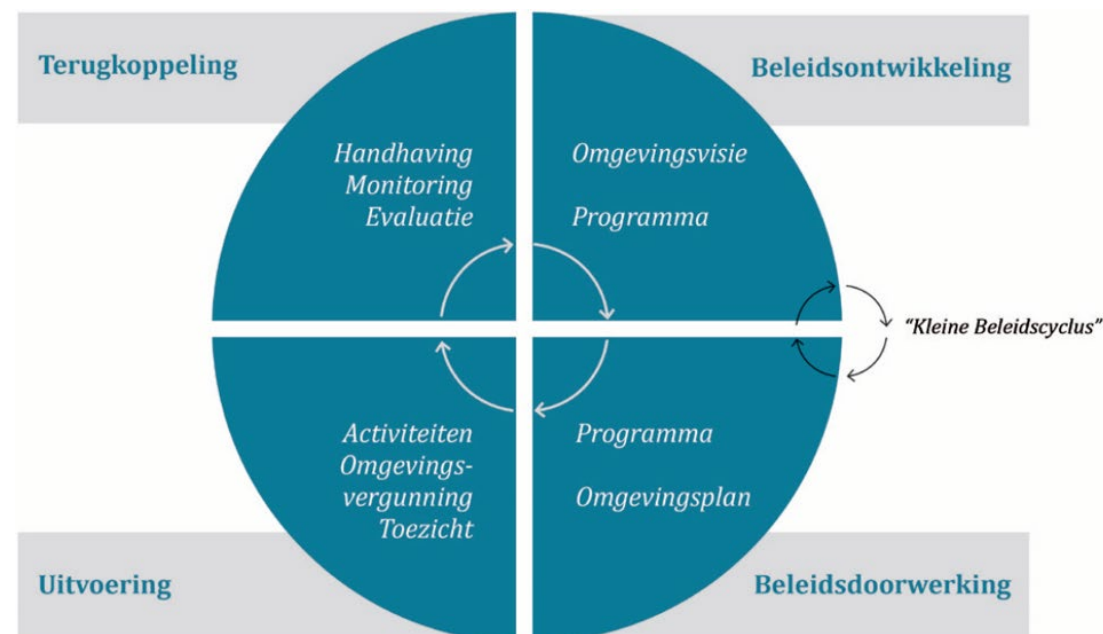 Terugkoppeling
Beleidsontwikkeling
Handhaving
Monitoring
Evaluatie
Omgevingsvisie
Programma
“Kleine Beleidscyclus”
Activiteiten
Omgevings-
vergunning
Toezicht
Programma
Omgevingsplan
Uitvoering
Beleidsdoorwerking